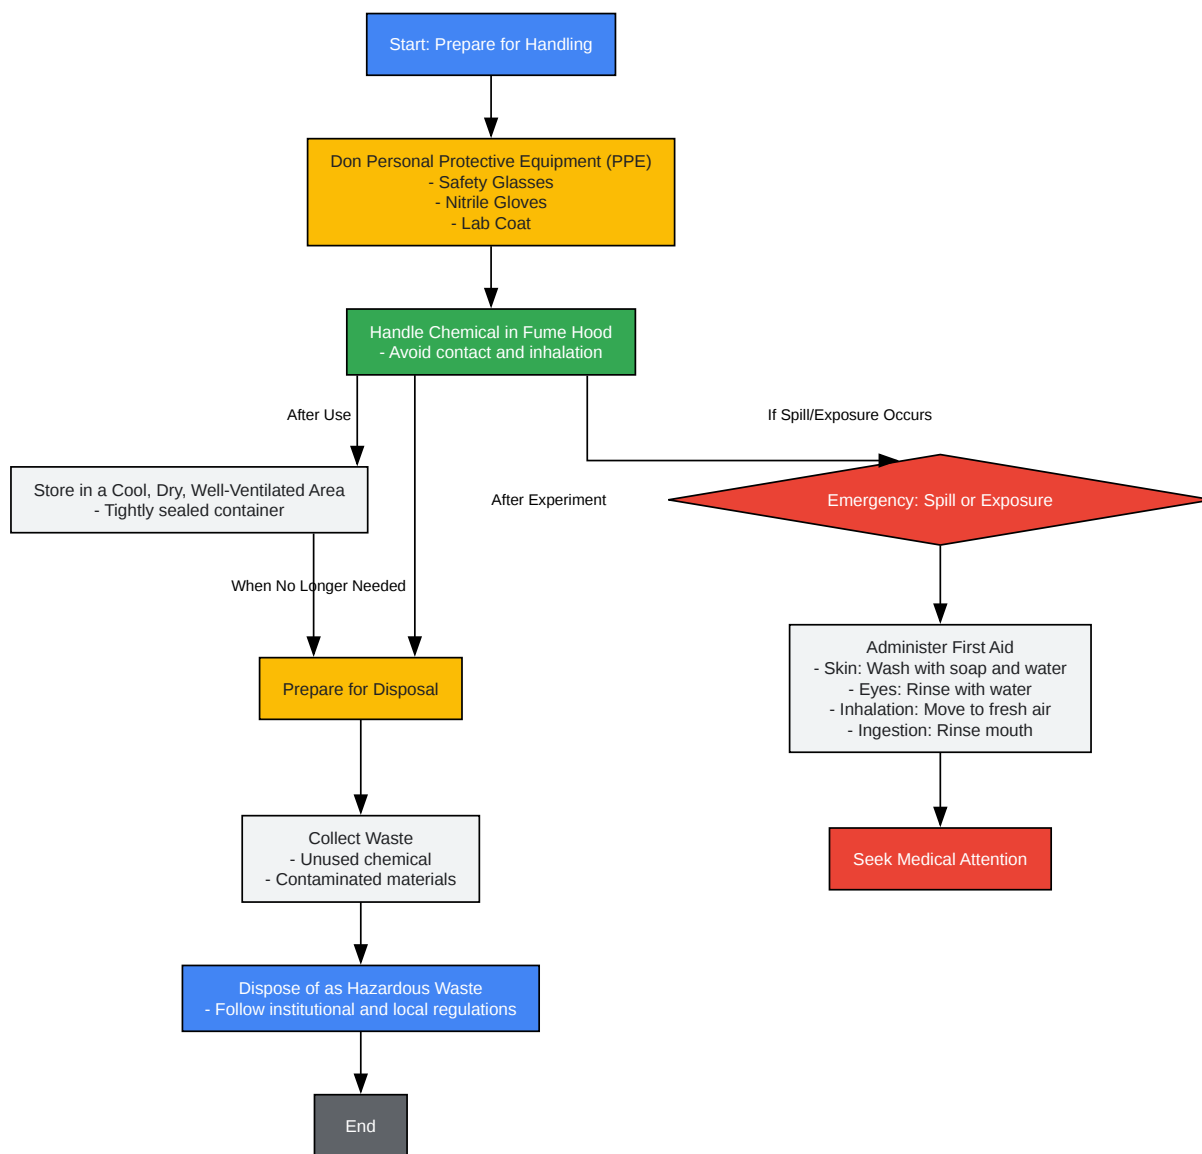 Start: Prepare for Handling
Don Personal Protective Equipment (PPE)
- Safety Glasses
- Nitrile Gloves
- Lab Coat
Handle Chemical in Fume Hood
- Avoid contact and inhalation
After Use
If Spill/Exposure Occurs
Store in a Cool, Dry, Well-Ventilated Area
- Tightly sealed container
After Experiment
Emergency: Spill or Exposure
When No Longer Needed
Administer First Aid
- Skin: Wash with soap and water
- Eyes: Rinse with water
- Inhalation: Move to fresh air
- Ingestion: Rinse mouth
Prepare for Disposal
Collect Waste
- Unused chemical
- Contaminated materials
Seek Medical Attention
Dispose of as Hazardous Waste
- Follow institutional and local regulations
End